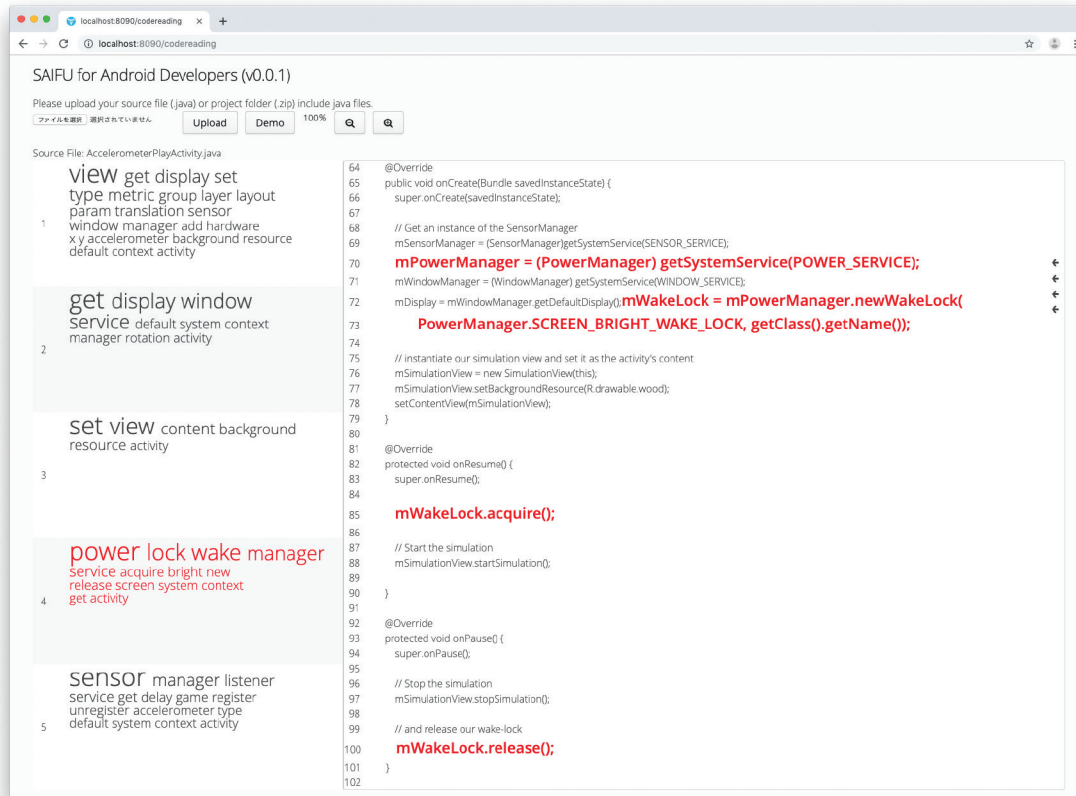 localhost:8090/codereading
localhost:8090/codereading
SAIFU for Android Developers (v0.0.1)
Please upload your source file (.java) or project folder (.zip) include java files.
ファイルを選択 選択されていません Upload Demo 100%
Source File: AccelerometerPlayActivity.java
1
view get display set
type metric group layer layout
param translation sensor
window manager add hardware
x y accelerometer background resource
default context activity
2
get display window
service default system context
manager rotation activity
3
set view content background
resource activity
4
power lock wake manager
service acquire bright new
release screen system context
get activity
5
sensor manager listener
service get delay game register
unregister accelerometer type
default system context activity
64 @Override
65 public void onCreate(Bundle savedInstanceState) {
66 super.onCreate(savedInstanceState);
67
68 // Get an instance of the SensorManager
69 mSensorManager = (SensorManager)getSystemService(SENSOR_SERVICE);
70 mPowerManager = (PowerManager) getSystemService(POWER_SERVICE);
71 mWindowManager = (WindowManager) getSystemService(WINDOW_SERVICE);
72 mDisplay = mWindowManager.getDefaultDisplay();mWakeLock = mPowerManager.newWakeLock(
73 PowerManager.SCREEN_BRIGHT_WAKE_LOCK, getClass().getName());
74
75 // instantiate our simulation view and set it as the activity's content
76 mSimulationView = new SimulationView(this);
77 mSimulationView.setBackgroundResource(R.drawable.wood);
78 setContentView(mSimulationView);
79 }
80
81 @Override
82 protected void onResume() {
83 super.onResume();
84
85 mWakeLock.acquire();
86
87 // Start the simulation
88 mSimulationView.startSimulation();
89
90 }
91
92 @Override
93 protected void onPause() {
94 super.onPause();
95
96 // Stop the simulation
97 mSimulationView.stopSimulation();
98
99 // and release our wake-lock
100 mWakeLock.release();
101 }
102